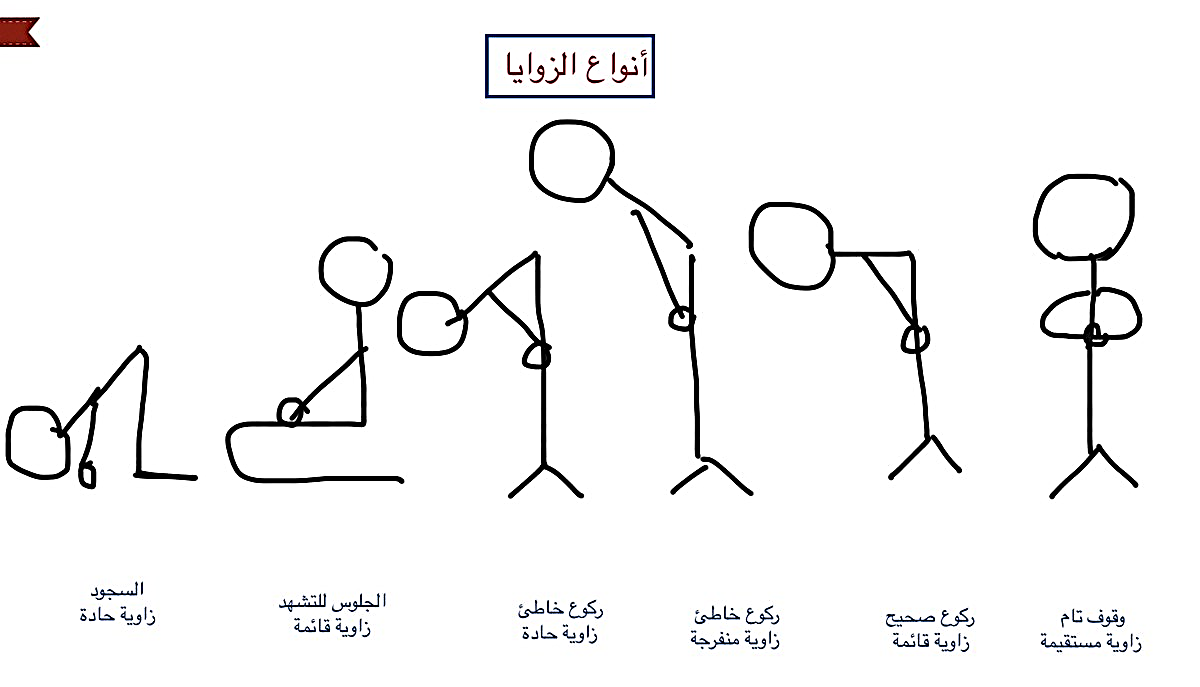 أنواع الزوايا
وقوف تام
زاوية مستقيمة
ركوع صحيح
زاوية قائمة
ركوع خاطئ
زاوية منفرجة
ركوع خاطئ
زاوية حادة
الجلوس للتشهد
زاوية قائمة
السجود
زاوية حادة